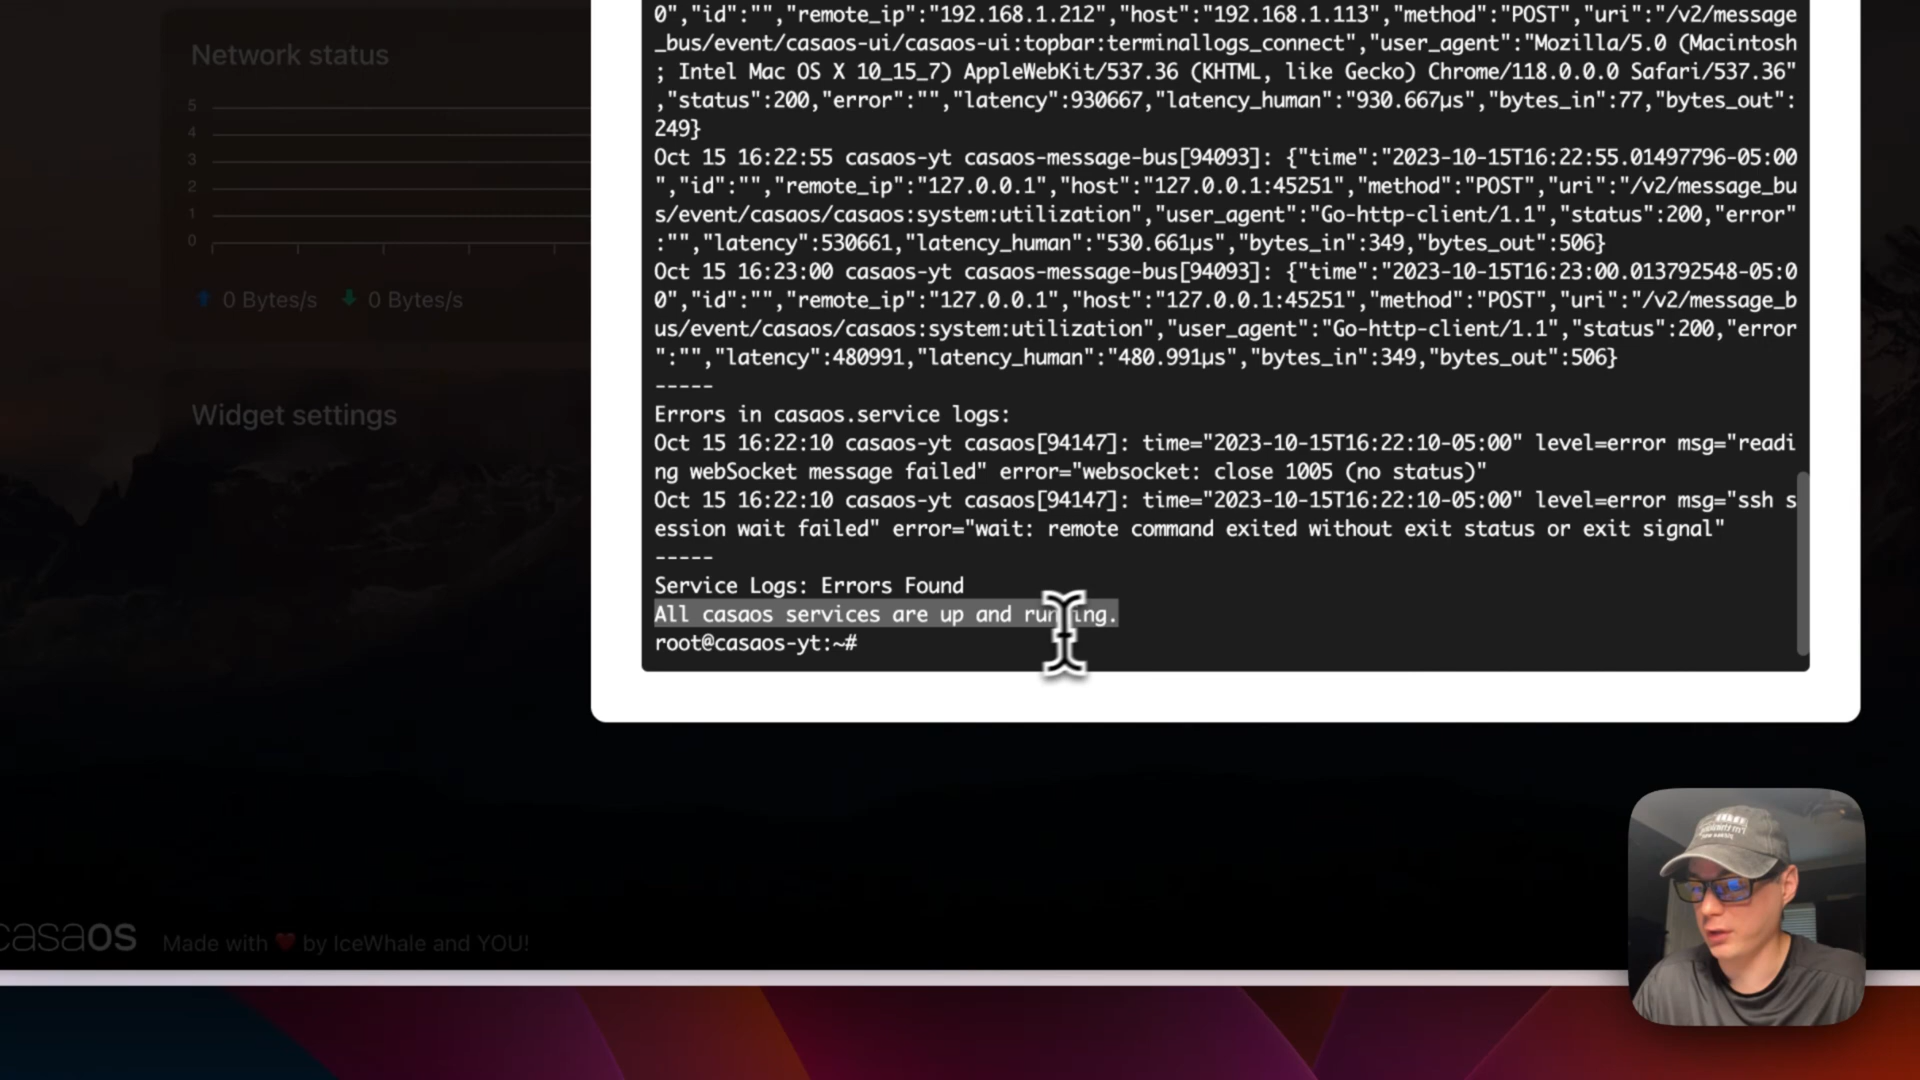 Network status
5
4
3
2
1
0
0 Bytes/s 0 Bytes/s
Widget settings
0","id":"","remote_ip":"192.168.1.212","host":"192.168.1.113","method":"POST","uri":"/v2/message
_bus/event/casaos-ui/casaos-ui:topbar:terminallogs_connect","user_agent":"Mozilla/5.0 (Macintosh
; Intel Mac OS X 10_15_7) AppleWebKit/537.36 (KHTML, like Gecko) Chrome/118.0.0.0 Safari/537.36"
,"status":200,"error":"","latency":930667,"latency_human":"930.667µs","bytes_in":77,"bytes_out":
249}
Oct 15 16:22:55 casaos-yt casaos-message-bus[94093]: {"time":"2023-10-15T16:22:55.01497796-05:00
","id":"","remote_ip":"127.0.0.1","host":"127.0.0.1:45251","method":"POST","uri":"/v2/message_bu
s/event/casaos/casaos:system:utilization","user_agent":"Go-http-client/1.1","status":200,"error"
:"","latency":530661,"latency_human":"530.661µs","bytes_in":349,"bytes_out":506}
Oct 15 16:23:00 casaos-yt casaos-message-bus[94093]: {"time":"2023-10-15T16:23:00.013792548-05:0
0","id":"","remote_ip":"127.0.0.1","host":"127.0.0.1:45251","method":"POST","uri":"/v2/message_b
us/event/casaos/casaos:system:utilization","user_agent":"Go-http-client/1.1","status":200,"error
":"","latency":480991,"latency_human":"480.991µs","bytes_in":349,"bytes_out":506}
-----
Errors in casaos.service logs:
Oct 15 16:22:10 casaos-yt casaos[94147]: time="2023-10-15T16:22:10-05:00" level=error msg="readi
ng webSocket message failed" error="websocket: close 1005 (no status)"
Oct 15 16:22:10 casaos-yt casaos[94147]: time="2023-10-15T16:22:10-05:00" level=error msg="ssh s
ession wait failed" error="wait: remote command exited without exit status or exit signal"
-----
Service Logs: Errors Found
All casaos services are up and running.
root@casaos-yt:~#
casaos Made with ❤ by IceWhale and YOU!